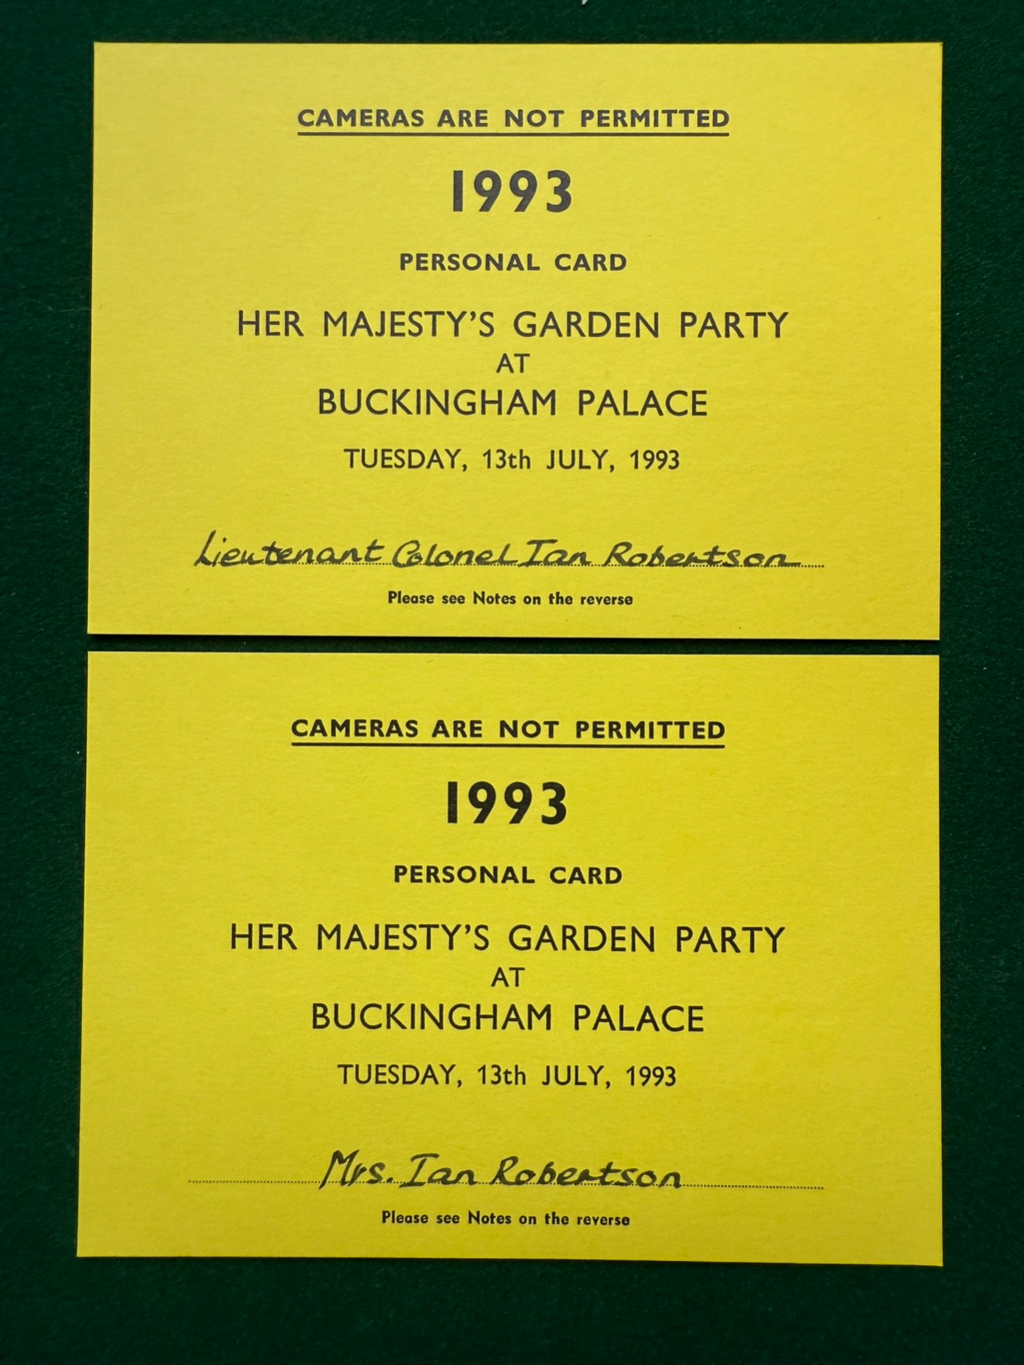 CAMERAS ARE NOT PERMITTED
1993
PERSONAL CARD
HER MAJESTY'S GARDEN PARTY
AT
BUCKINGHAM PALACE
TUESDAY, 13th JULY, 1993
Lieutenant Colonel Ian Robertson
Please see Notes on the reverse
CAMERAS ARE NOT PERMITTED
1993
PERSONAL CARD
HER MAJESTY'S GARDEN PARTY
AT
BUCKINGHAM PALACE
TUESDAY, 13th JULY, 1993
Mrs. Ian Robertson
Please see Notes on the reverse